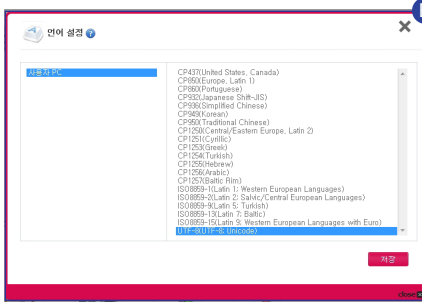 언어 설정
사용자 PC
CP437(United States, Canada)
CP850(Europe, Latin 1)
CP860(Portuguese)
CP932(Japanese Shift-JIS)
CP936(Simplified Chinese)
CP949(Korean)
CP950(Traditional Chinese)
CP1250(Central/Eastern Europe, Latin 2)
CP1251(Cyrillic)
CP1253(Greek)
CP1254(Turkish)
CP1255(Hebrew)
CP1256(Arabic)
CP1257(Baltic Rim)
ISO8859-1(Latin 1; Western European Languages)
ISO8859-2(Latin 2; Salvic/Central European Languages)
ISO8859-9(Latin 5; Turkish)
ISO8859-13(Latin 7; Baltic)
ISO8859-15(Latin 9; Western European Languages with Euro)
UTF-8(UTF-8; Unicode)
저장
close